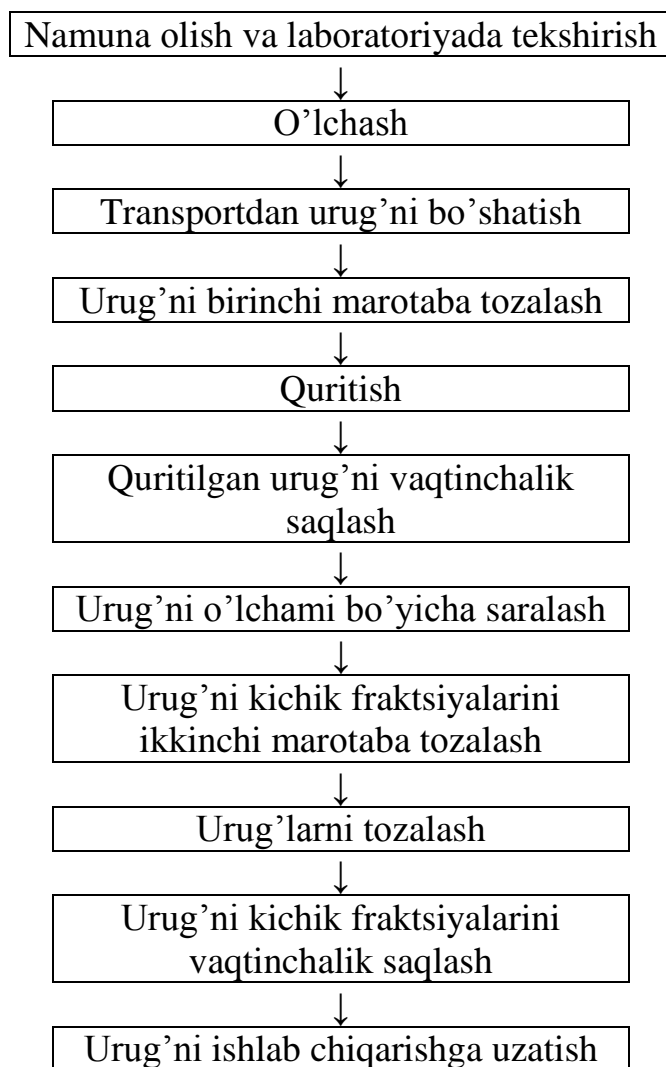 Namuna olish va laboratoriyada tekshirish
↓
O’lchash
↓
Transportdan urug’ni bo’shatish
↓
Urug’ni birinchi marotaba tozalash
↓
Quritish
↓
Quritilgan urug’ni vaqtinchalik
saqlash
↓
Urug’ni o’lchami bo’yicha saralash
↓
Urug’ni kichik fraktsiyalarini
ikkinchi marotaba tozalash
↓
Urug’larni tozalash
↓
Urug’ni kichik fraktsiyalarini
vaqtinchalik saqlash
↓
Urug’ni ishlab chiqarishga uzatish